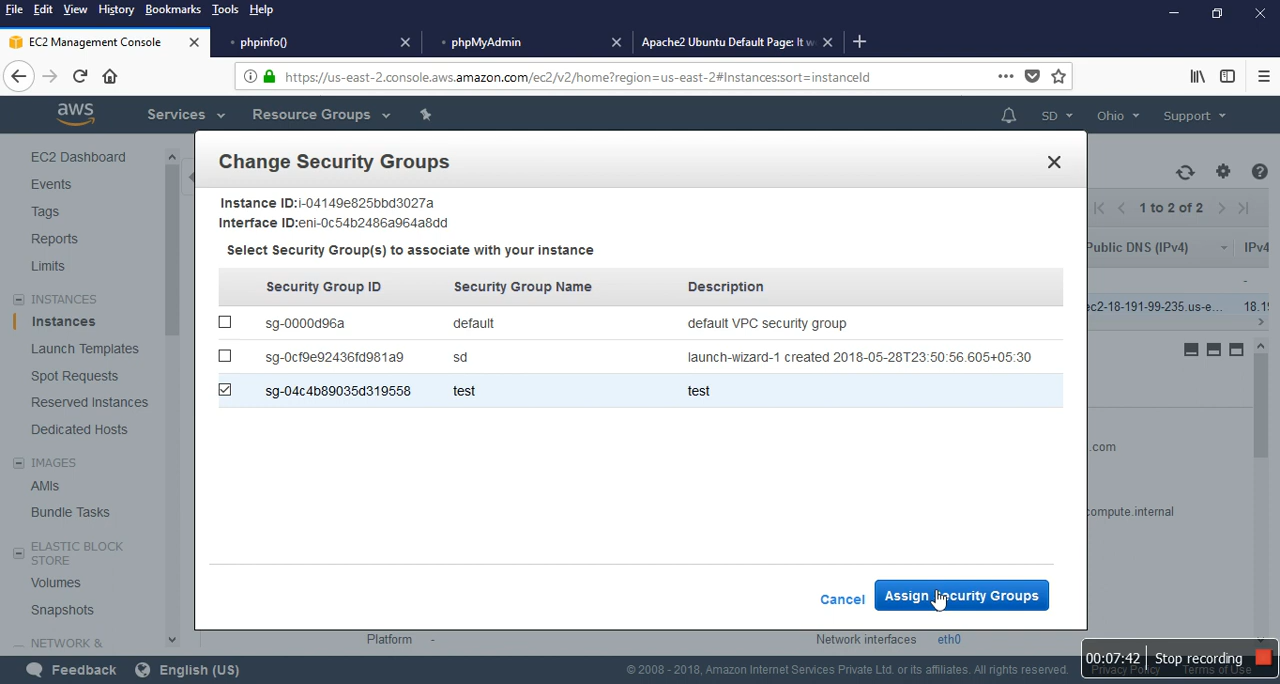 File Edit View History Bookmarks Tools Help
EC2 Management Console
phpinfo()
phpMyAdmin
Apache2 Ubuntu Default Page: It w
https://us-east-2.console.aws.amazon.com/ec2/v2/home?region=us-east-2#Instances:sort=instanceId
aws
Services
Resource Groups
SD
Ohio
Support
EC2 Dashboard
Events
Tags
Reports
Limits
INSTANCES
Instances
Launch Templates
Spot Requests
Reserved Instances
Dedicated Hosts
IMAGES
AMIs
Bundle Tasks
ELASTIC BLOCK
STORE
Volumes
Snapshots
NETWORK &
Change Security Groups
Instance ID:i-04149e825bbd3027a
Interface ID:eni-0c54b2486a964a8dd
Select Security Group(s) to associate with your instance
Security Group ID Security Group Name Description
sg-0000d96a default default VPC security group
sg-0cf9e92436fd981a9 sd launch-wizard-1 created 2018-05-28T23:50:56.605+05:30
sg-04c4b89035d319558 test test
Cancel
Assign Security Groups
1 to 2 of 2
Public DNS (IPv4) IPv4
-
ec2-18-191-99-235.us-e... 18.19
.com
compute.internal
Platform -
Network interfaces eth0
Feedback
English (US)
© 2008 - 2018, Amazon Internet Services Private Ltd. or its affiliates. All rights reserved.
Privacy Policy
Terms of Use
00:07:42 Stop recording